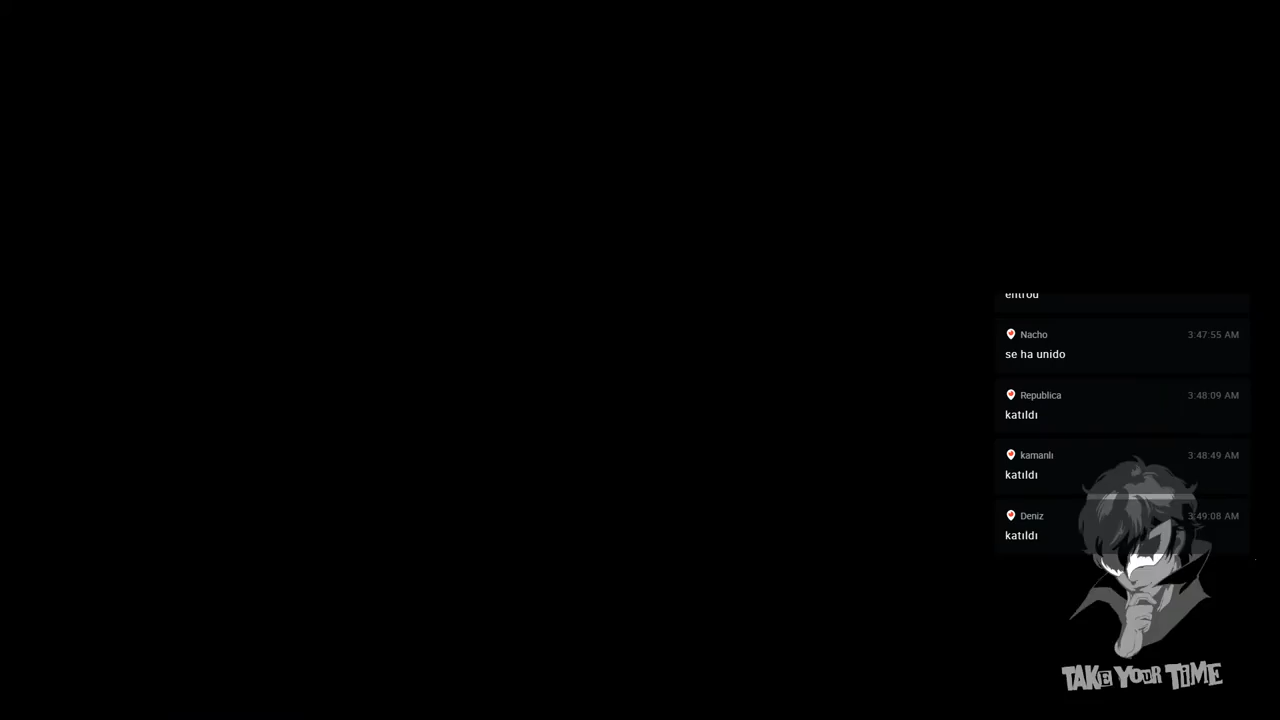 entrou
Nacho 3:47:55 AM
se ha unido
Republica 3:48:09 AM
katıldı
kamanlı 3:48:49 AM
katıldı
Deniz 3:49:08 AM
katıldı
TAKE YOUR TIME